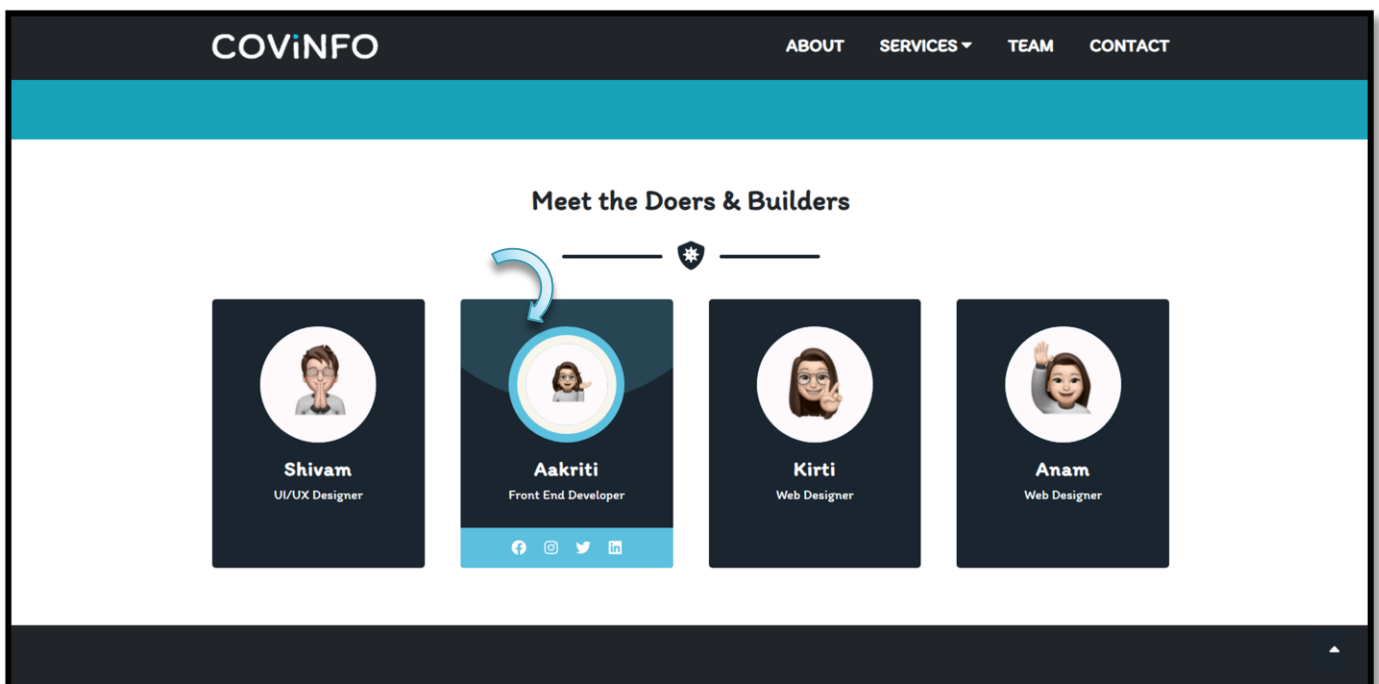 COViNFO
ABOUT SERVICES TEAM CONTACT
Meet the Doers & Builders
Shivam
UI/UX Designer
Aakriti
Front End Developer
Kirti
Web Designer
Anam
Web Designer